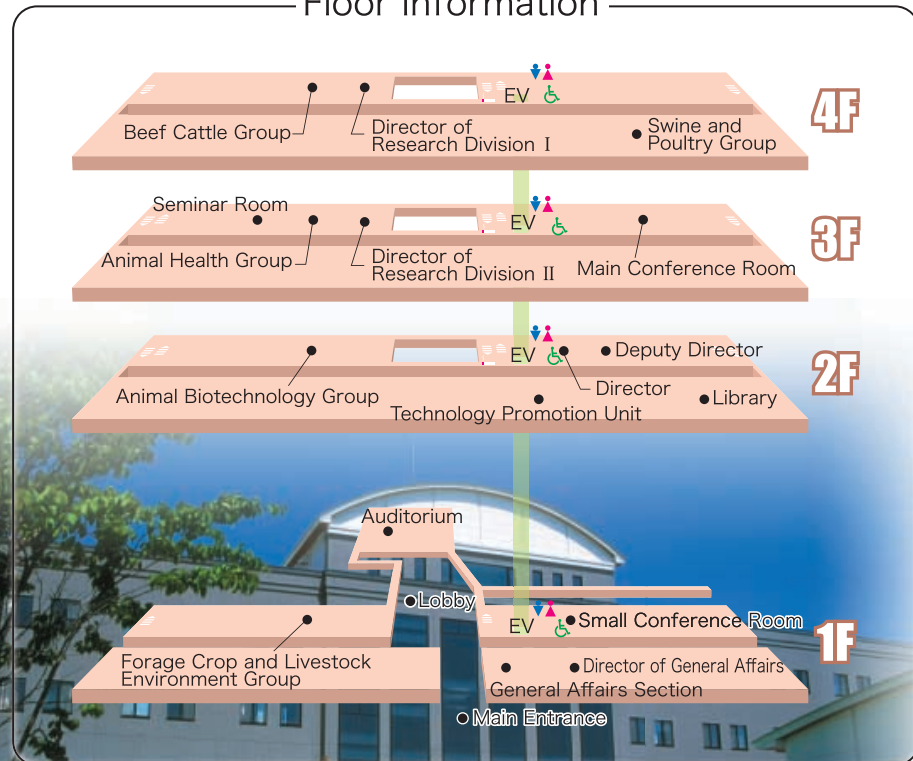 Floor Information
4F
EV
Beef Cattle Group
Director of
Research Division Ⅰ
Swine and
Poultry Group
3F
Seminar Room
EV
Animal Health Group
Director of
Research Division Ⅱ
Main Conference Room
2F
EV
Deputy Director
Animal Biotechnology Group
Director
Technology Promotion Unit
Library
1F
Auditorium
Lobby
EV
Small Conference Room
Forage Crop and Livestock
Environment Group
Director of General Affairs
General Affairs Section
Main Entrance